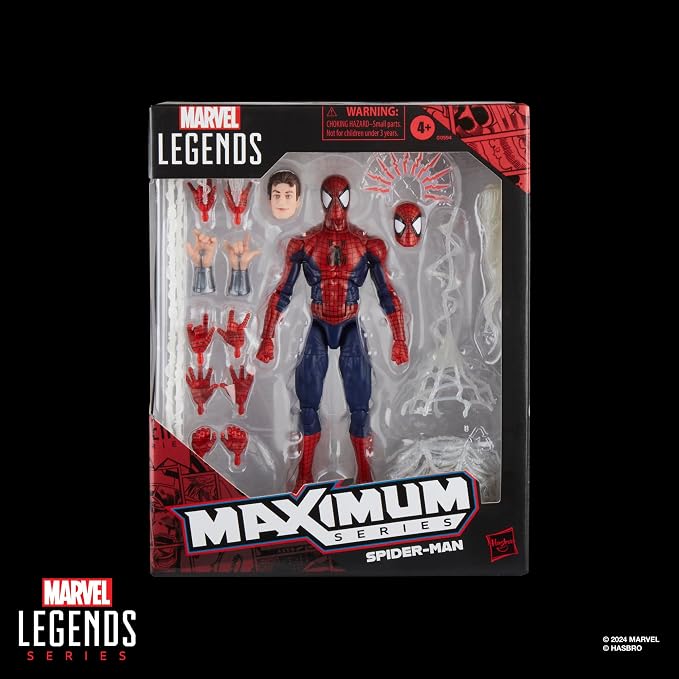 MARVEL
LEGENDS
WARNING:
CHOKING HAZARD–Small parts.
Not for children under 3 years.
4+
G0594
MAXIMUM
SERIES
SPIDER-MAN
Hasbro
MARVEL
LEGENDS
SERIES
© 2024 MARVEL
© HASBRO